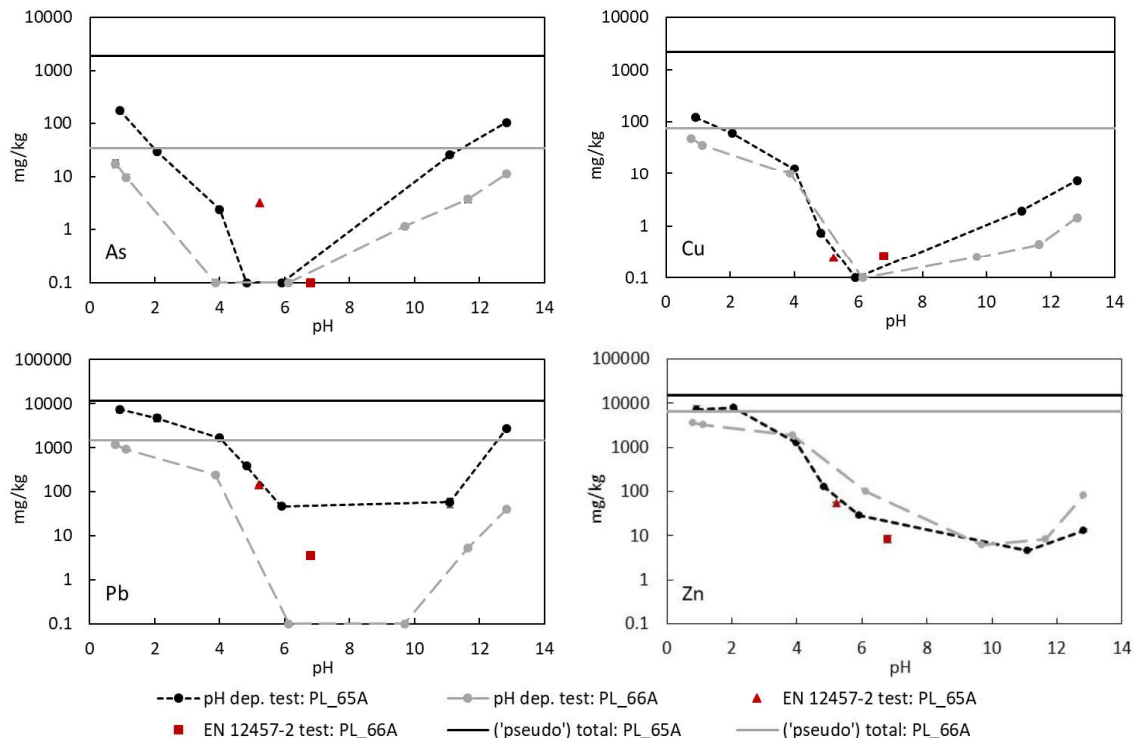 10000
1000
100
10
1
0.1
mg/kg
As
0 2 4 6 8 10 12 14
pH
10000
1000
100
10
1
0.1
mg/kg
Cu
0 2 4 6 8 10 12 14
pH
100000
10000
1000
100
10
1
0.1
mg/kg
Pb
0 2 4 6 8 10 12 14
pH
100000
10000
1000
100
10
1
0.1
mg/kg
Zn
0 2 4 6 8 10 12 14
pH
pH dep. test: PL_65A pH dep. test: PL_66A EN 12457-2 test: PL_65A
EN 12457-2 test: PL_66A ('pseudo') total: PL_65A ('pseudo') total: PL_66A